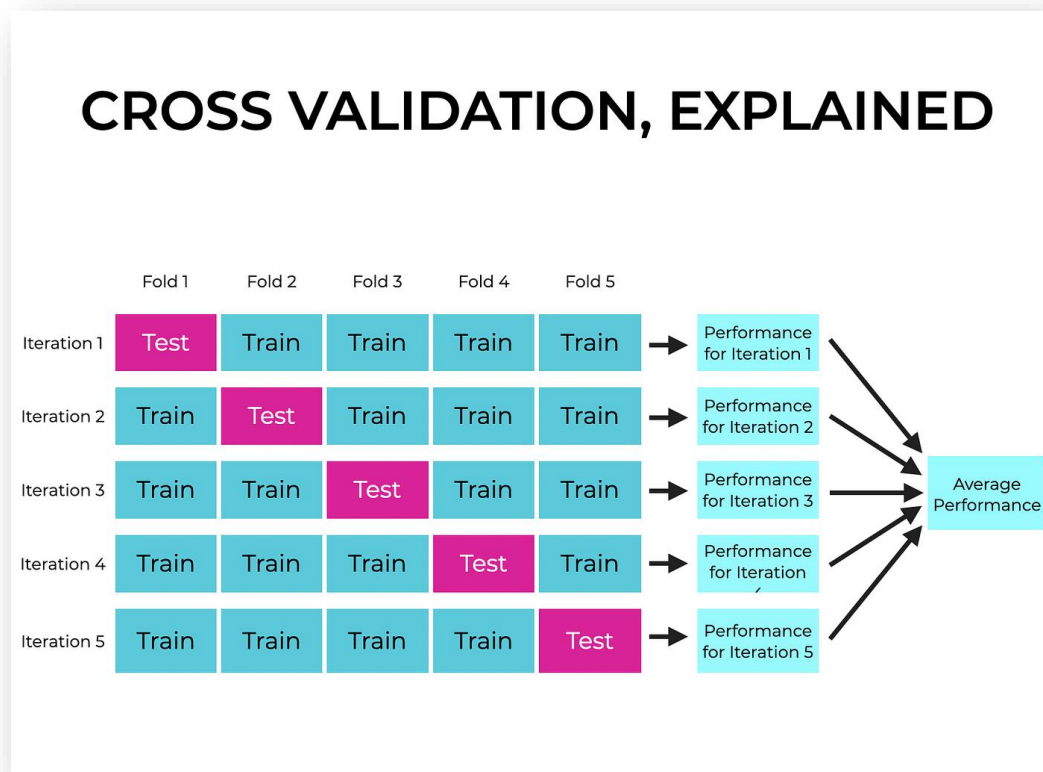 CROSS VALIDATION, EXPLAINED
Fold 1 Fold 2 Fold 3 Fold 4 Fold 5
Iteration 1 Test Train Train Train Train Performance
for Iteration 1
Iteration 2 Train Test Train Train Train Performance
for Iteration 2
Iteration 3 Train Train Test Train Train Performance
for Iteration 3
Average
Performance
Iteration 4 Train Train Train Test Train Performance
for Iteration
Iteration 5 Train Train Train Train Test Performance
for Iteration 5